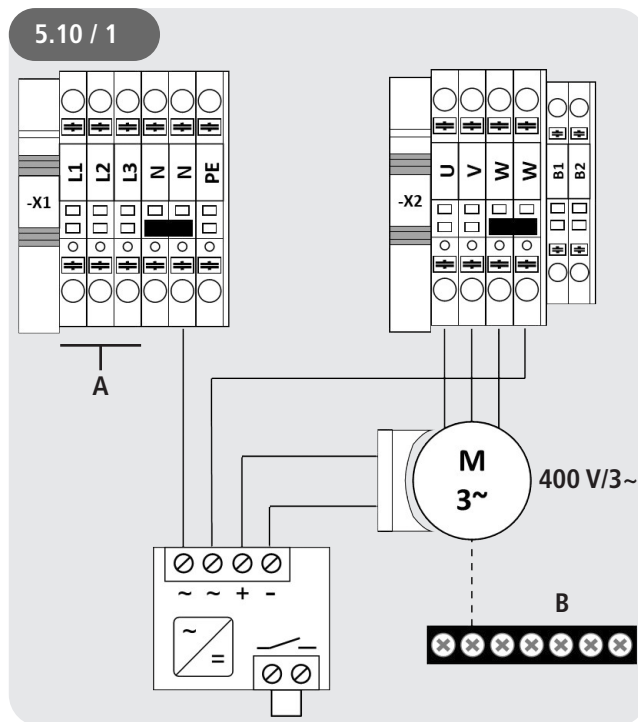 5.10 / 1
-X1
L1
L2
L3
N
N
PE
-X2
U
V
W
W
B1
B2
A
M
3~
400 V/3~
~ ~ + -
~
=
B